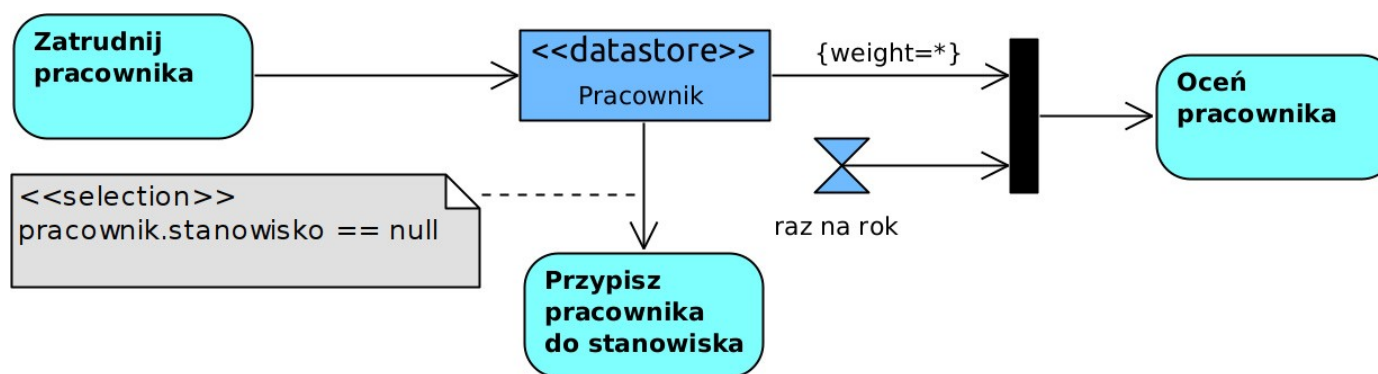 Zatrudnij
pracownika
<<datastore>>
Pracownik
{weight=*}
Oceń
pracownika
<<selection>>
pracownik.stanowisko == null
raz na rok
Przypisz
pracownika
do stanowiska